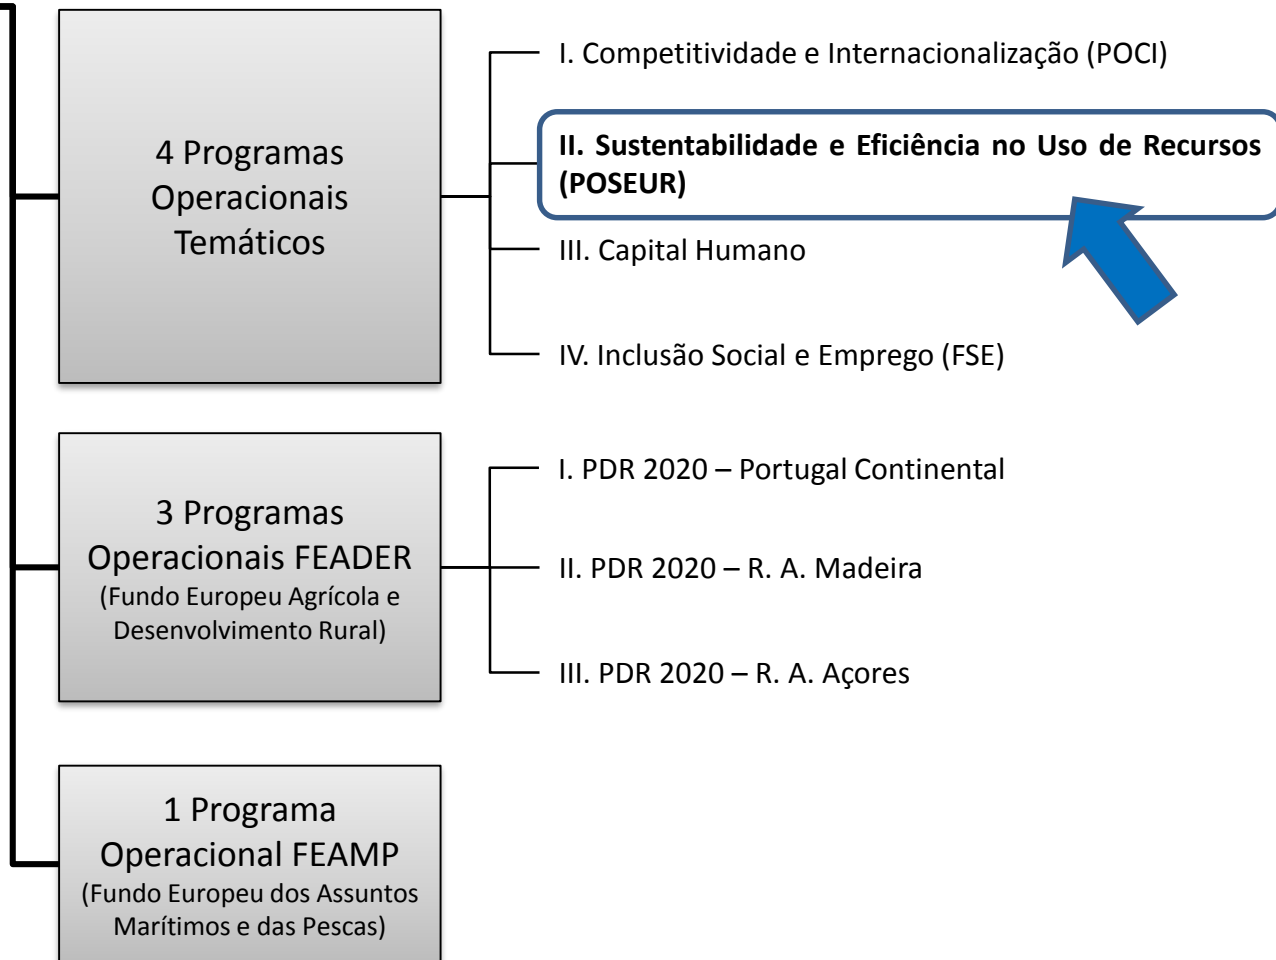 4 Programas
Operacionais
Temáticos
I. Competitividade e Internacionalização (POCI)
II. Sustentabilidade e Eficiência no Uso de Recursos
(POSEUR)
III. Capital Humano
IV. Inclusão Social e Emprego (FSE)
3 Programas
Operacionais FEADER
(Fundo Europeu Agrícola e
Desenvolvimento Rural)
I. PDR 2020 – Portugal Continental
II. PDR 2020 – R. A. Madeira
III. PDR 2020 – R. A. Açores
1 Programa
Operacional FEAMP
(Fundo Europeu dos Assuntos
Marítimos e das Pescas)